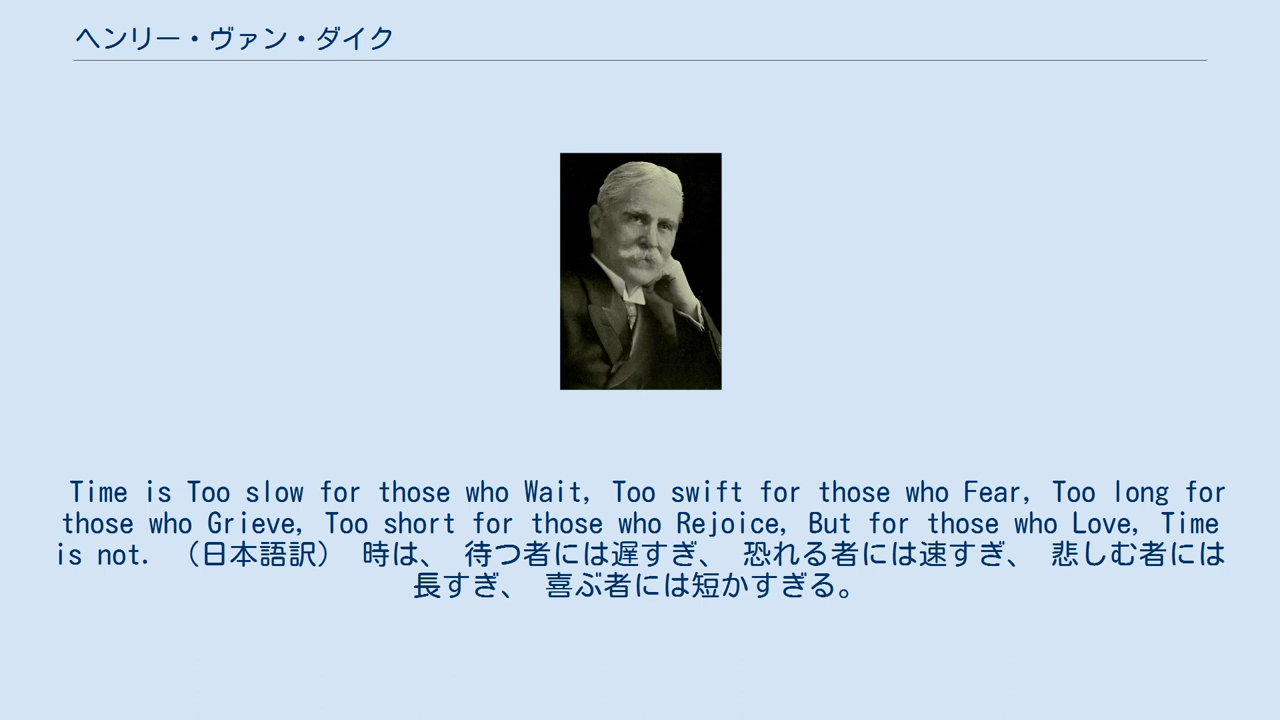 ヘンリー・ヴァン・ダイク
Time is Too slow for those who Wait, Too swift for those who Fear, Too long for
those who Grieve, Too short for those who Rejoice, But for those who Love, Time
is not. （日本語訳） 時は、 待つ者には遅すぎ、 恐れる者には速すぎ、 悲しむ者には
長すぎ、 喜ぶ者には短かすぎる。